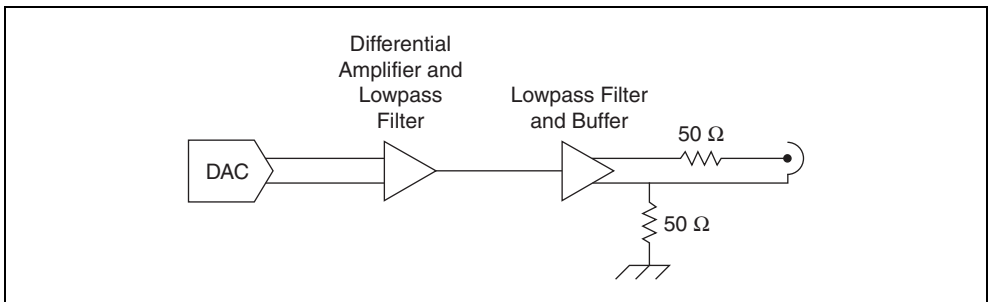 Differential
Amplifier and
Lowpass
Filter
Lowpass Filter
and Buffer
50 Ω
DAC
50 Ω